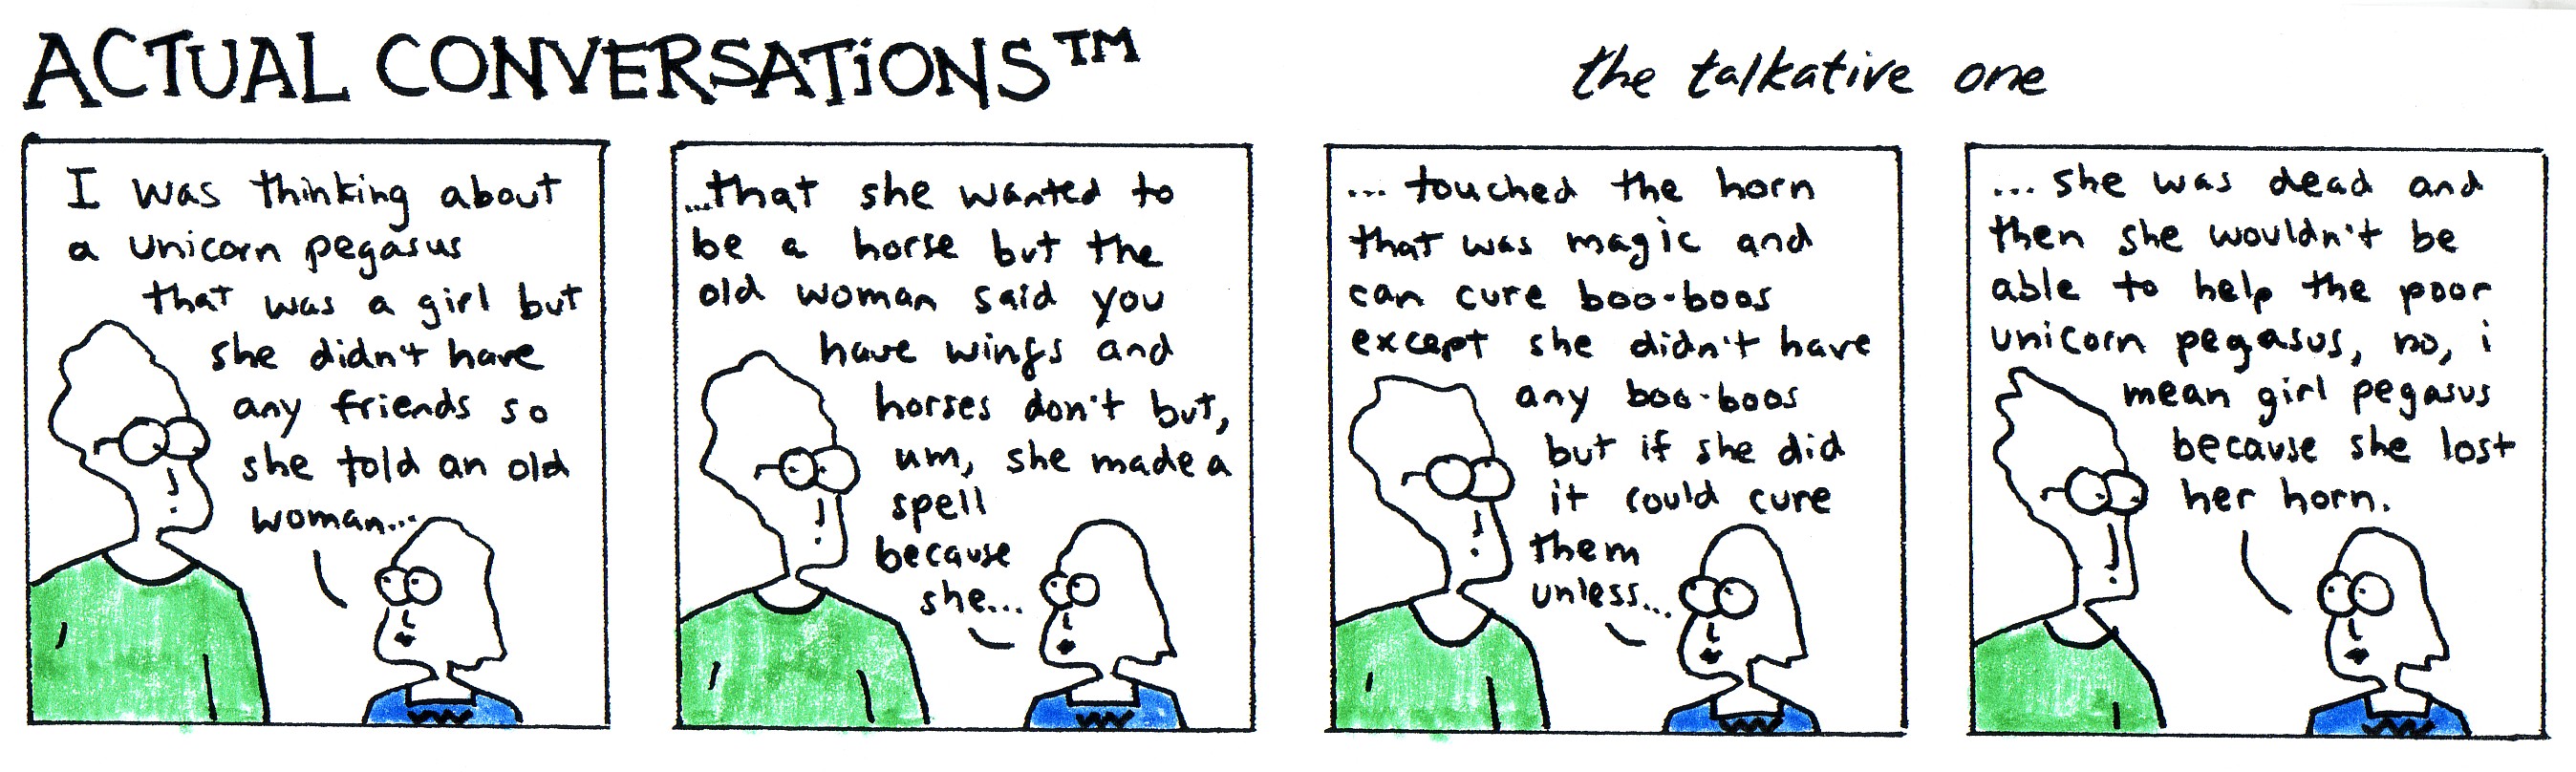 ACTUAL CONVERSATiONS™
the talkative one
I was thinking about
a unicorn pegasus
that was a girl but
she didn't have
any friends so
she told an old
woman...
...that she wanted to
be a horse but the
old woman said you
have wings and
horses don't but,
um, she made a
spell
because
she...
... touched the horn
that was magic and
can cure boo-boos
except she didn't have
any boo-boos
but if she did
it could cure
them
unless...
... she was dead and
then she wouldn't be
able to help the poor
unicorn pegasus, no, i
mean girl pegasus
because she lost
her horn.